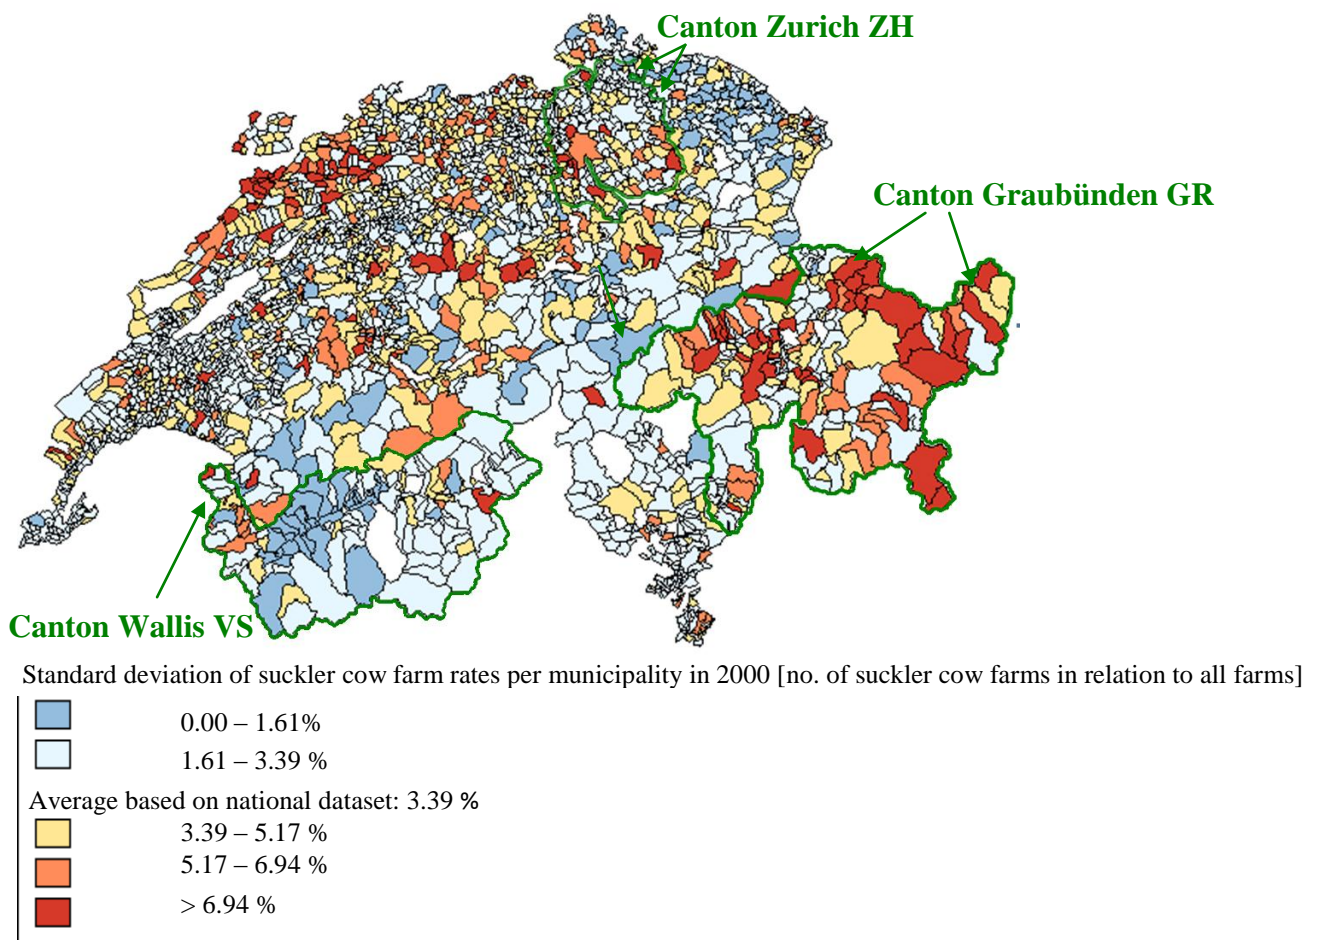 Canton Zurich ZH
Canton Graubünden GR
Canton Wallis VS
Standard deviation of suckler cow farm rates per municipality in 2000 [no. of suckler cow farms in relation to all farms]
0.00 – 1.61%
1.61 – 3.39 %
Average based on national dataset: 3.39 %
3.39 – 5.17 %
5.17 – 6.94 %
> 6.94 %